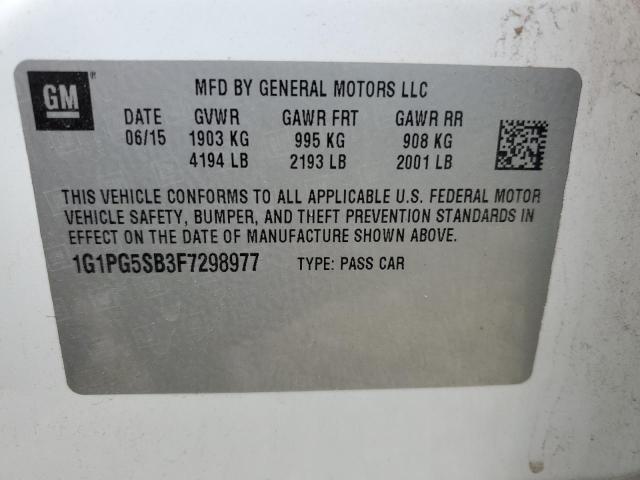 GM
MFD BY GENERAL MOTORS LLC
DATE GVWR GAWR FRT GAWR RR
06/15 1903 KG 995 KG 908 KG
4194 LB 2193 LB 2001 LB
THIS VEHICLE CONFORMS TO ALL APPLICABLE U.S. FEDERAL MOTOR
VEHICLE SAFETY, BUMPER, AND THEFT PREVENTION STANDARDS IN
EFFECT ON THE DATE OF MANUFACTURE SHOWN ABOVE.
1G1PG5SB3F7298977 TYPE: PASS CAR